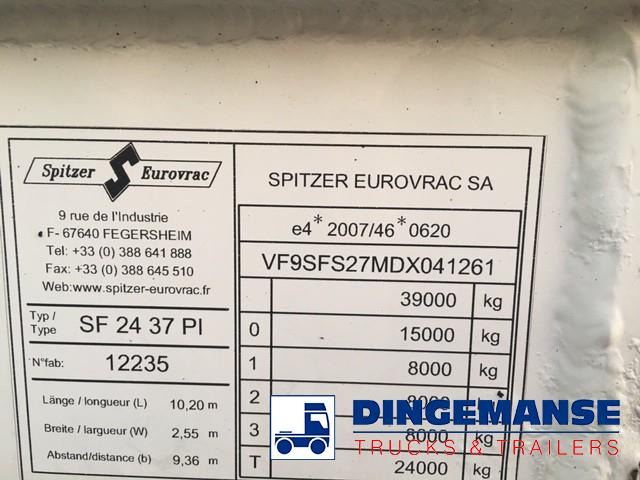 Spitzer S Eurovrac
9 rue de l'Industrie
F- 67640 FEGERSHEIM
Tel: +33 (0) 388 641 888
Fax: +33 (0) 388 645 510
Web:www.spitzer-eurovrac.fr
Typ / Type SF 24 37 PI
N°fab: 12235
Länge / longueur (L) 10,20 m
Breite / largueur (W) 2,55 m
Abstand/distance (b) 9,36 m
SPITZER EUROVRAC SA
e4*2007/46*0620
VF9SFS27MDX041261
39000 kg
0 15000 kg
1 8000 kg
2 8000 kg
3 8000 kg
T 24000 kg
DINGEMANSE
TRUCKS & TRAILERS